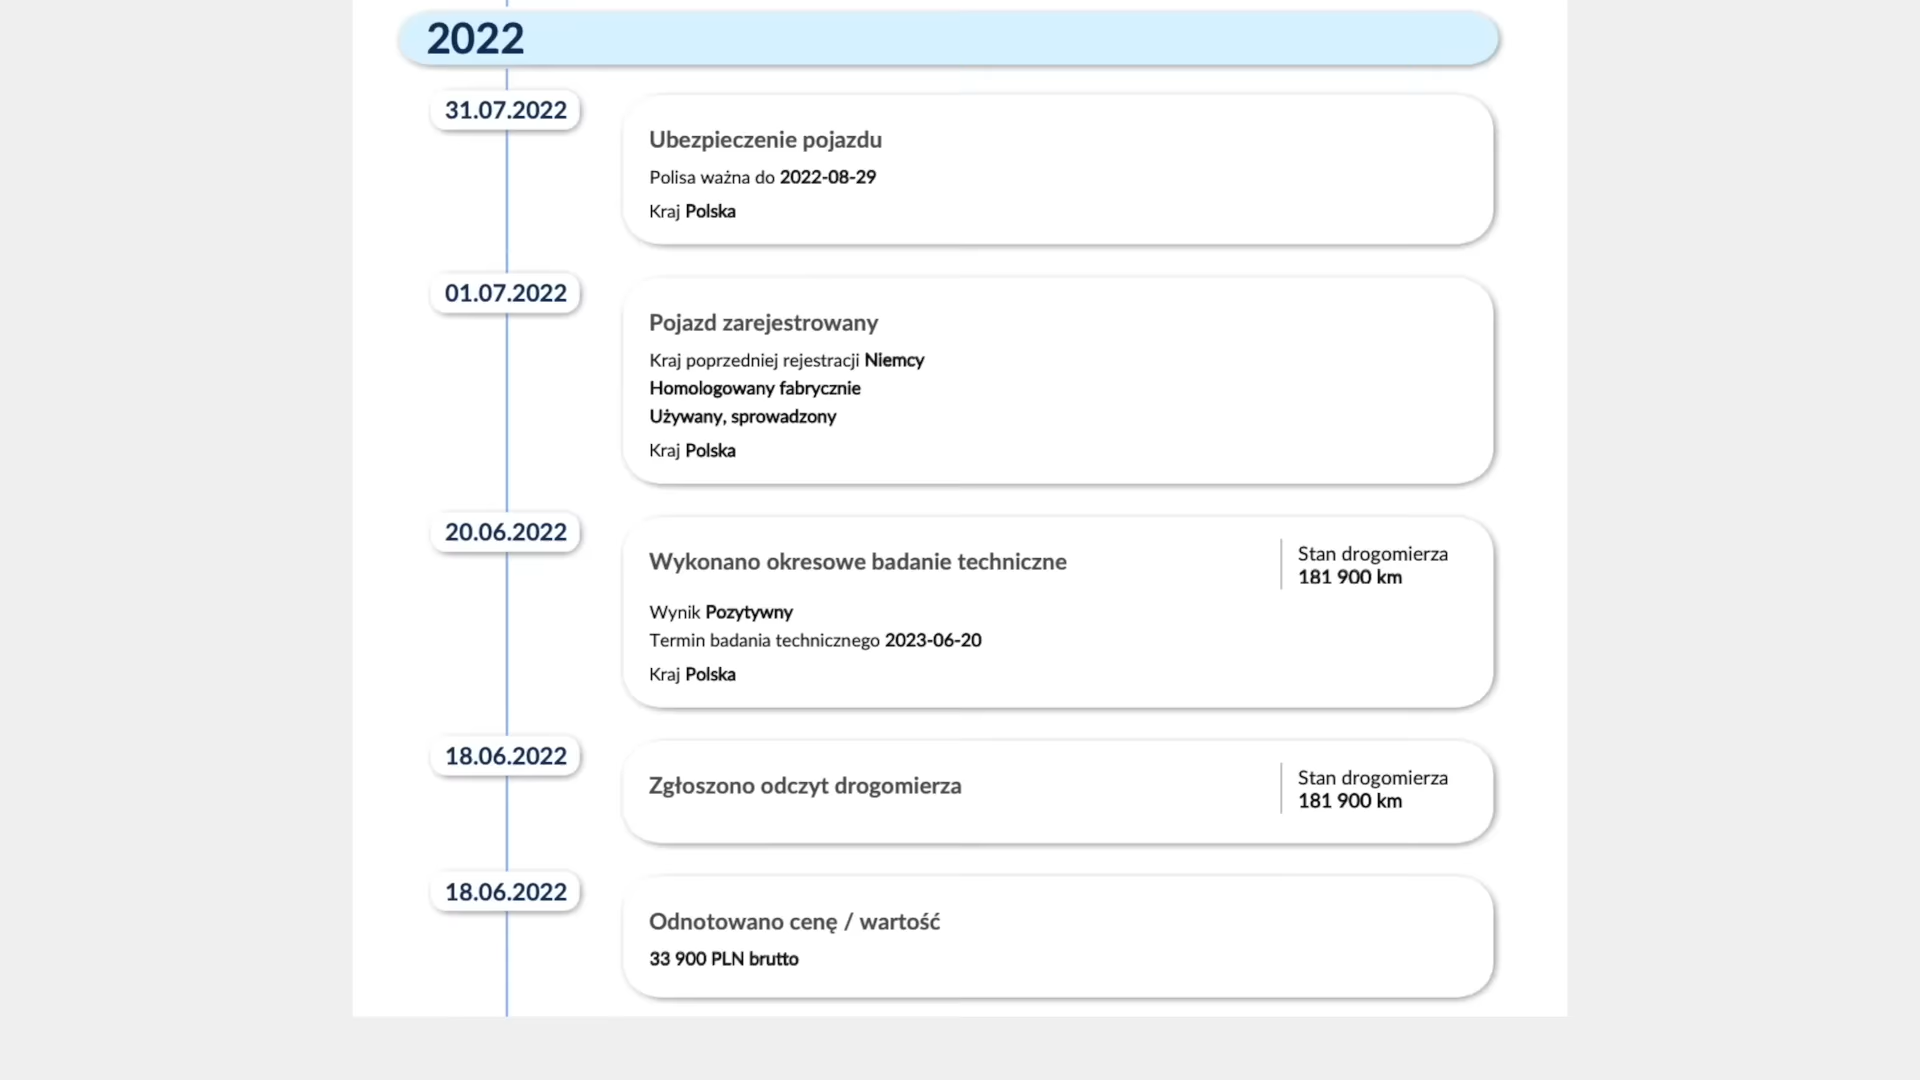 2022
31.07.2022
Ubezpieczenie pojazdu
Polisa ważna do 2022-08-29
Kraj Polska
01.07.2022
Pojazd zarejestrowany
Kraj poprzedniej rejestracji Niemcy
Homologowany fabrycznie
Używany, sprowadzony
Kraj Polska
20.06.2022
Wykonano okresowe badanie techniczne
Stan drogomierza
181 900 km
Wynik Pozytywny
Termin badania technicznego 2023-06-20
Kraj Polska
18.06.2022
Zgłoszono odczyt drogomierza
Stan drogomierza
181 900 km
18.06.2022
Odnotowano cenę / wartość
33 900 PLN brutto